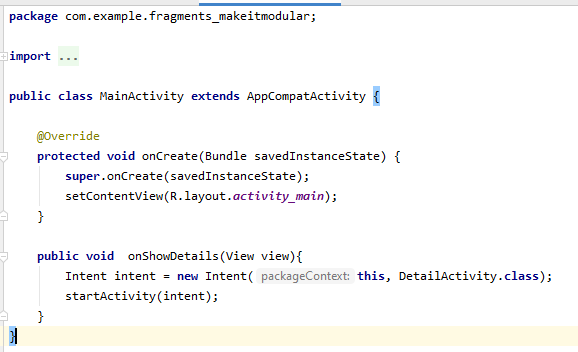 package com.example.fragments_makeitmodular;
import ...
public class MainActivity extends AppCompatActivity {
@Override
protected void onCreate(Bundle savedInstanceState) {
super.onCreate(savedInstanceState);
setContentView(R.layout.activity_main);
}
public void  onShowDetails(View view){
Intent intent = new Intent( packageContext: this, DetailActivity.class);
startActivity(intent);
}
}